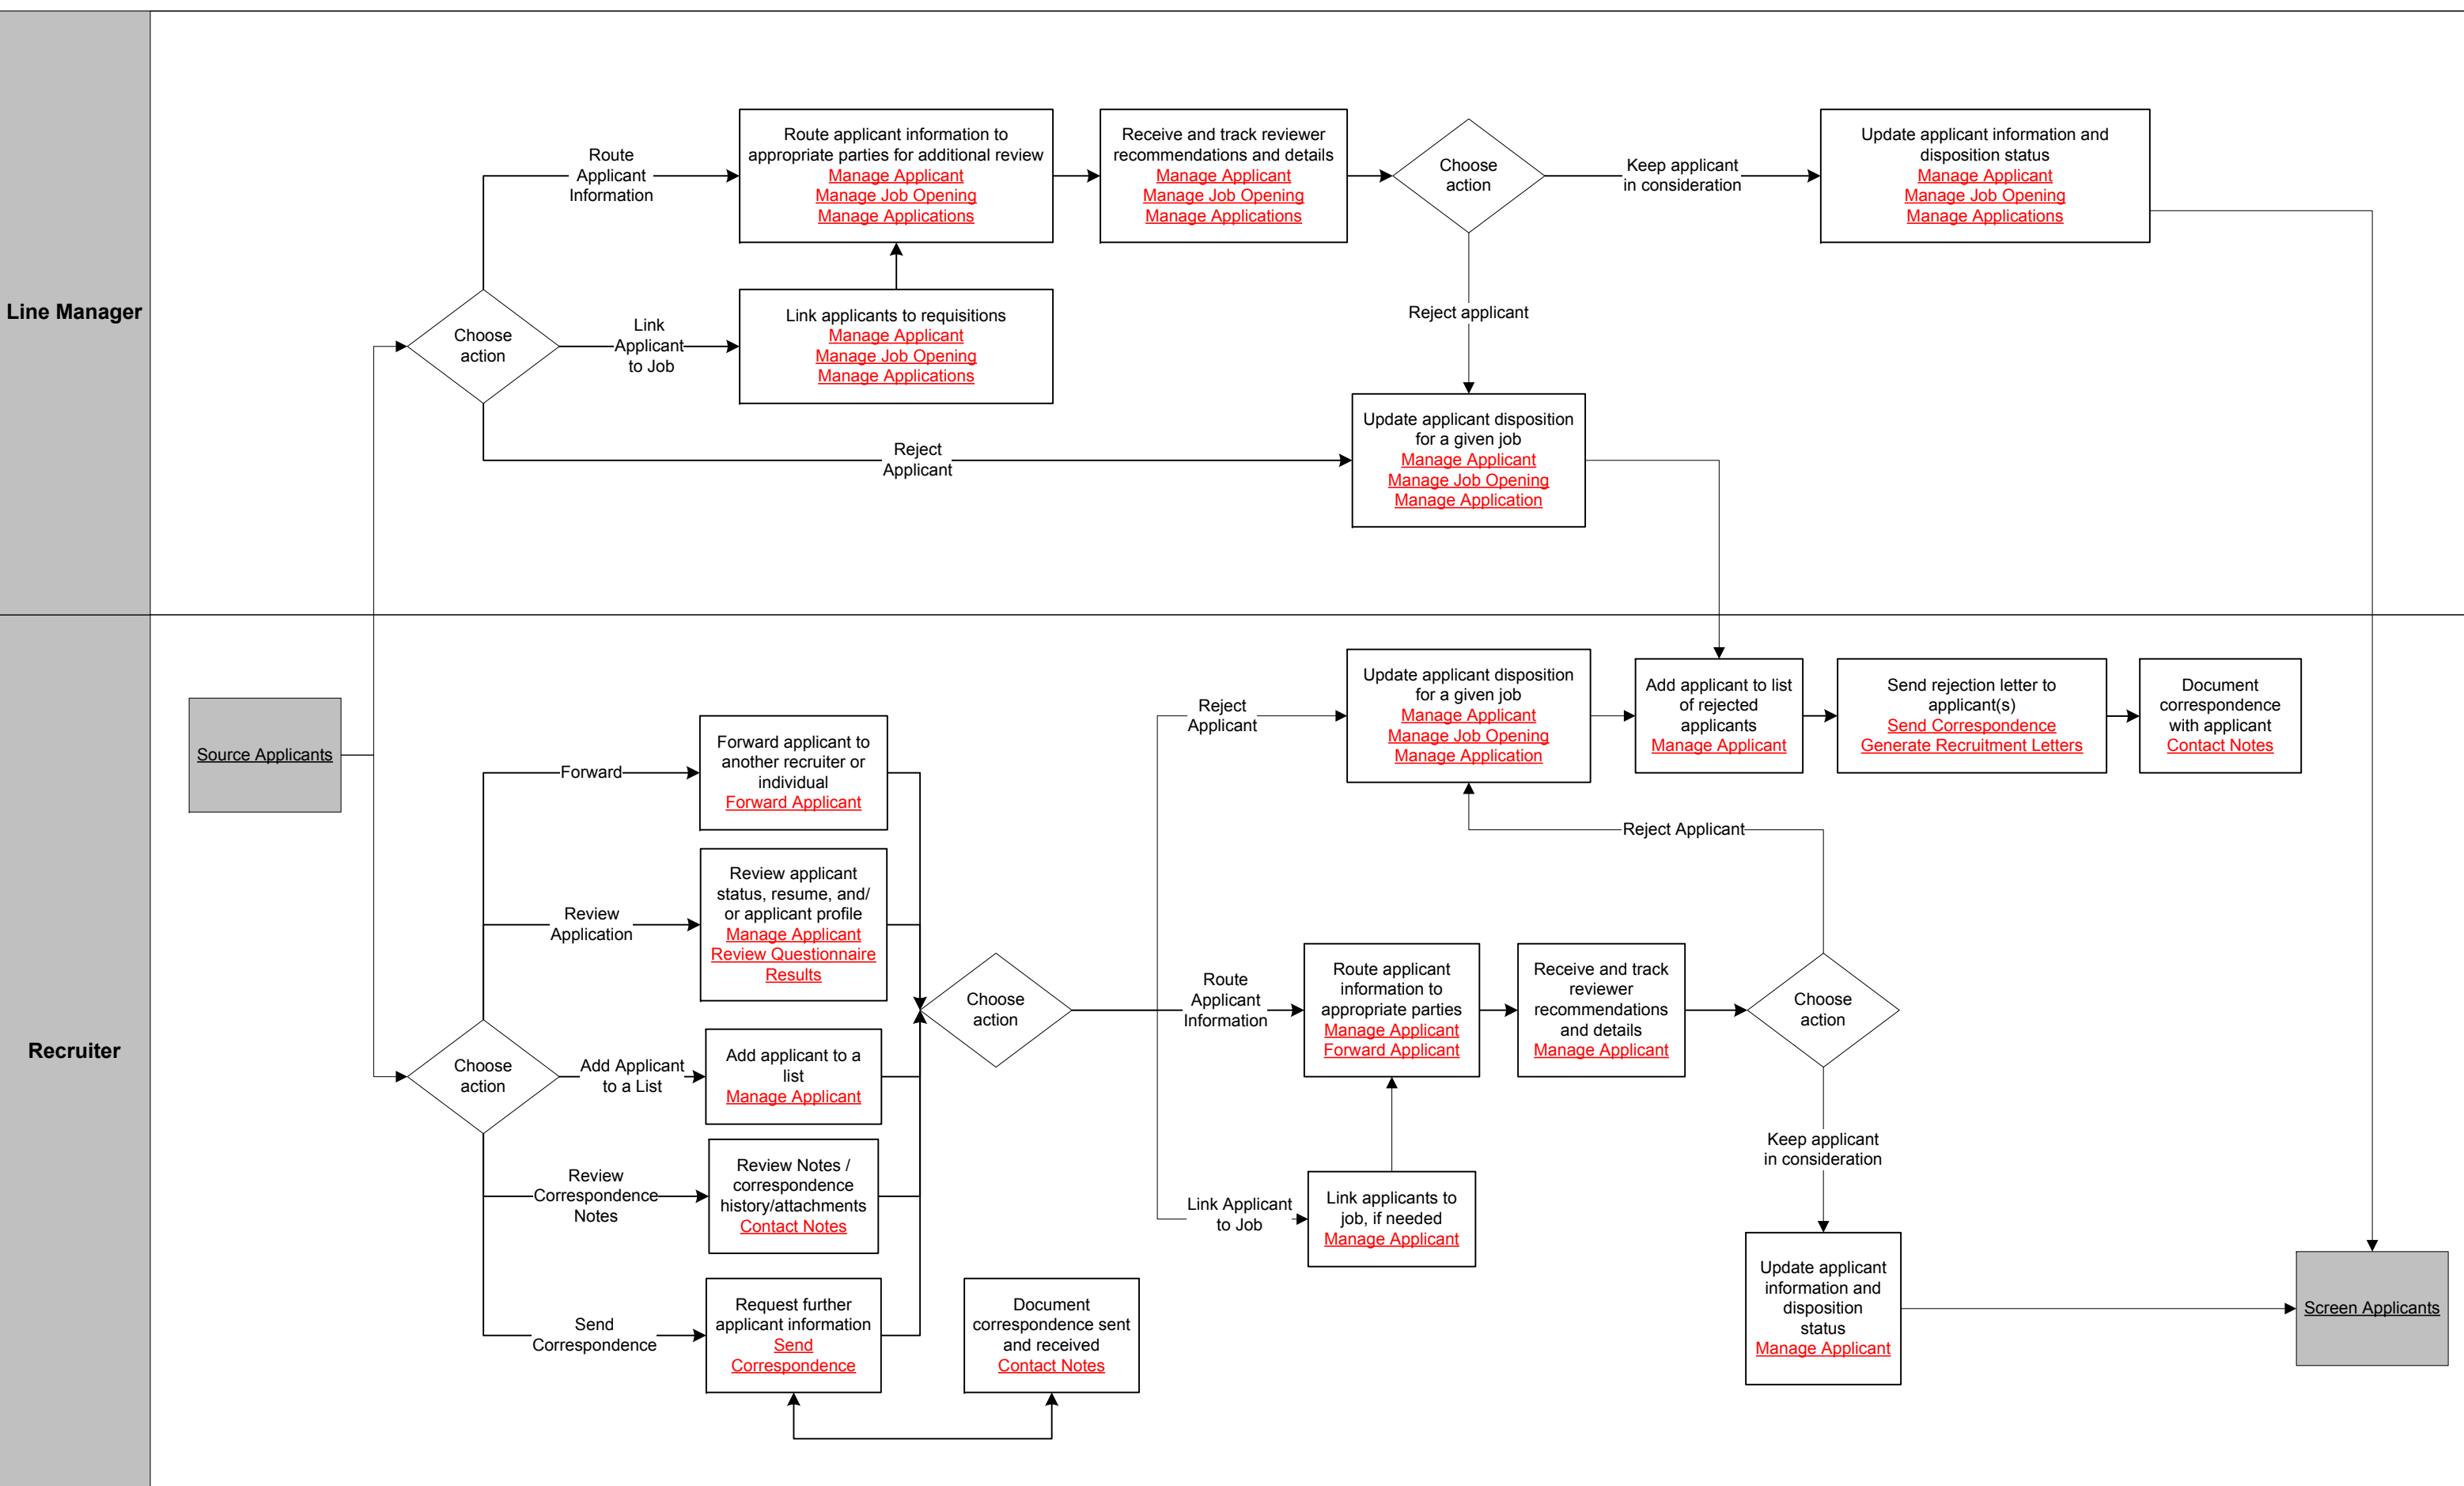 Line Manager
Choose
action
Route
Applicant
Information
Route applicant information to
appropriate parties for additional review
Manage Applicant
Manage Job Opening
Manage Applications
Receive and track reviewer
recommendations and details
Manage Applicant
Manage Job Opening
Manage Applications
Choose
action
Keep applicant
in consideration
Update applicant information and
disposition status
Manage Applicant
Manage Job Opening
Manage Applications
Link
Applicant
to Job
Link applicants to requisitions
Manage Applicant
Manage Job Opening
Manage Applications
Reject applicant
Reject
Applicant
Update applicant disposition
for a given job
Manage Applicant
Manage Job Opening
Manage Application
Recruiter
Source Applicants
Choose
action
Forward
Forward applicant to
another recruiter or
individual
Forward Applicant
Review
Application
Review applicant
status, resume, and/
or applicant profile
Manage Applicant
Review Questionnaire
Results
Add Applicant
to a List
Add applicant to a
list
Manage Applicant
Review
Correspondence
Notes
Review Notes /
correspondence
history/attachments
Contact Notes
Send
Correspondence
Request further
applicant information
Send
Correspondence
Document
correspondence sent
and received
Contact Notes
Choose
action
Reject
Applicant
Update applicant disposition
for a given job
Manage Applicant
Manage Job Opening
Manage Application
Add applicant to list
of rejected
applicants
Manage Applicant
Send rejection letter to
applicant(s)
Send Correspondence
Generate Recruitment Letters
Document
correspondence
with applicant
Contact Notes
Reject Applicant
Route
Applicant
Information
Route applicant
information to
appropriate parties
Manage Applicant
Forward Applicant
Receive and track
reviewer
recommendations
and details
Manage Applicant
Choose
action
Link Applicant
to Job
Link applicants to
job, if needed
Manage Applicant
Keep applicant
in consideration
Update applicant
information and
disposition
status
Manage Applicant
Screen Applicants